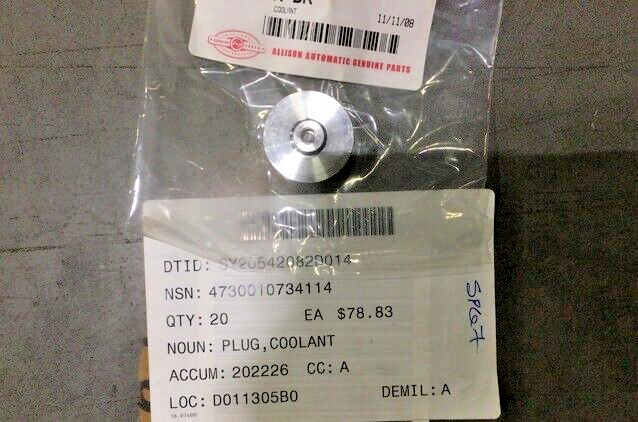 COOLANT
11/11/08
ALLISON AUTOMATIC GENUINE PARTS
DTID: SY20542082D014
NSN: 4730010734114
QTY: 20 EA $78.83
NOUN: PLUG,COOLANT
ACCUM: 202226 CC: A
LOC: D011305B0 DEMIL: A